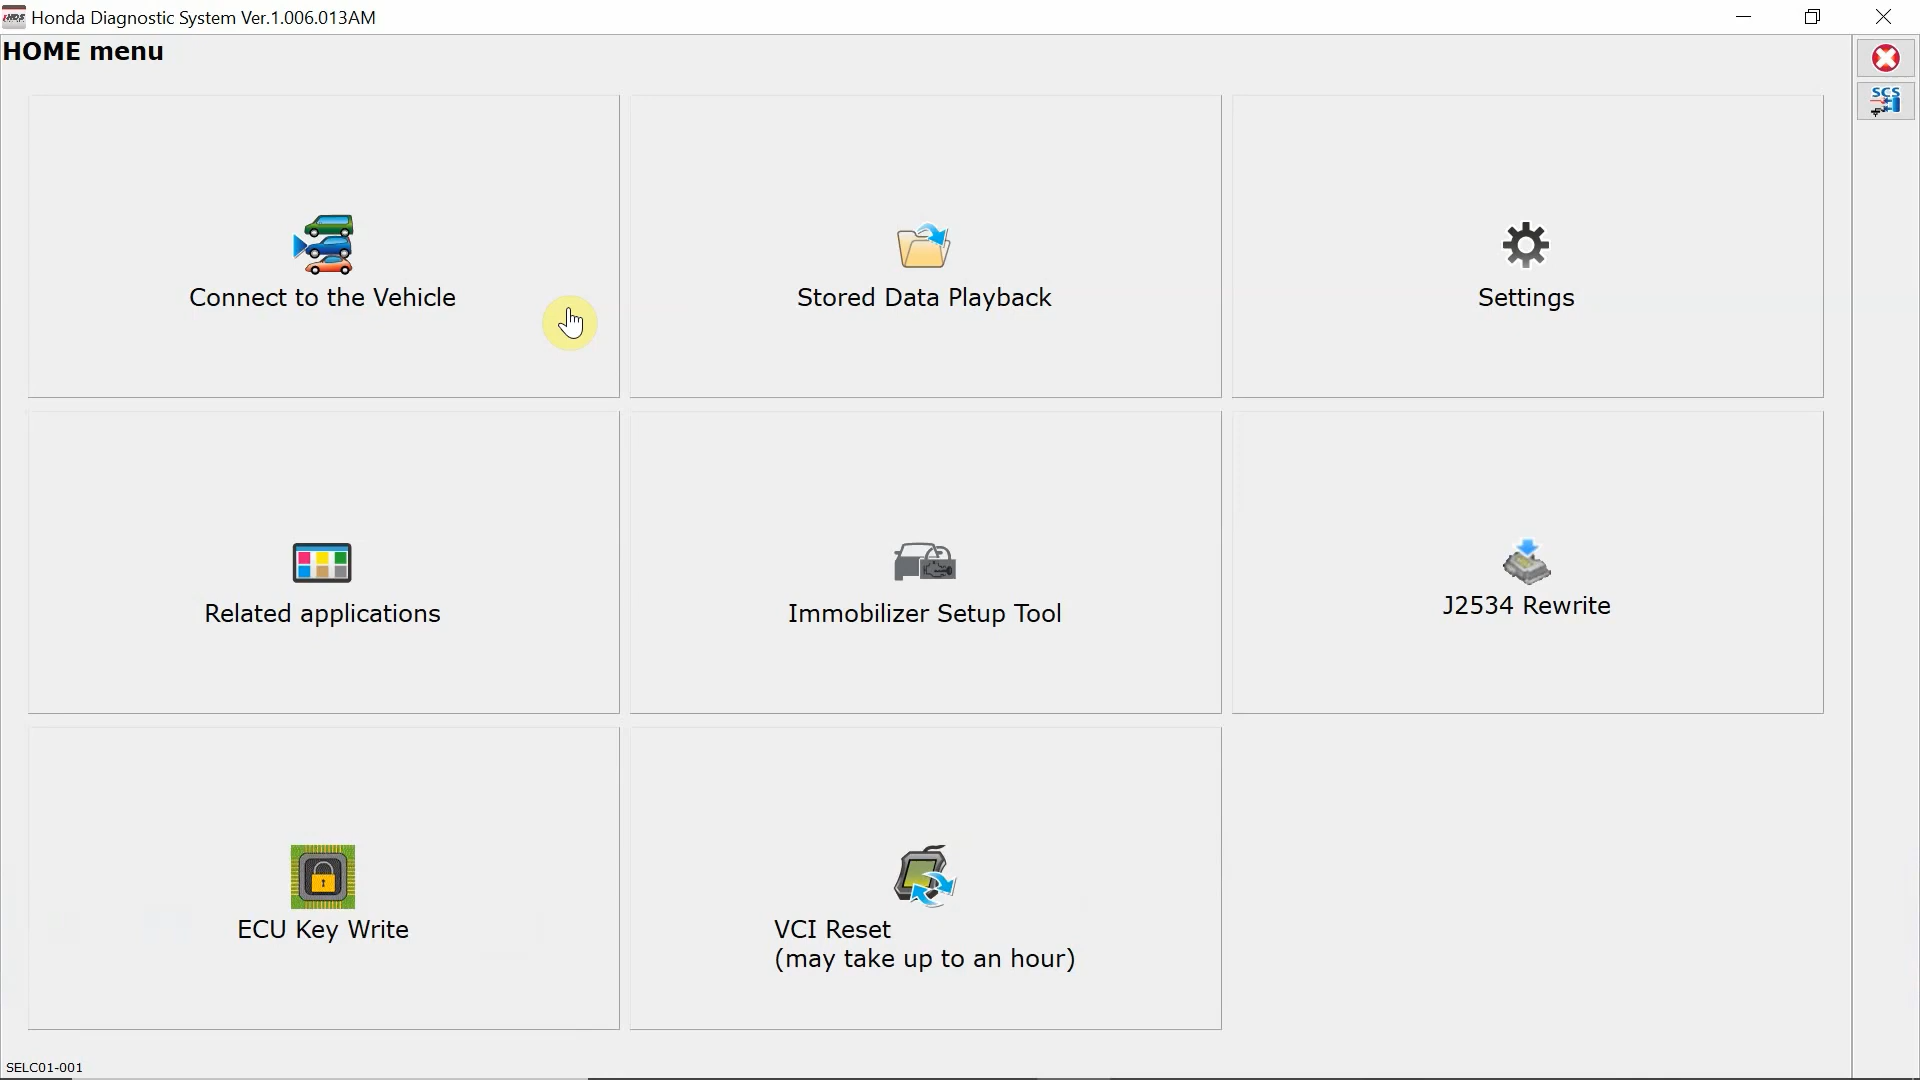 Honda Diagnostic System Ver.1.006.013AM
HOME menu
SCS
Connect to the Vehicle
Stored Data Playback
Settings
Related applications
Immobilizer Setup Tool
J2534 Rewrite
ECU Key Write
VCI Reset
(may take up to an hour)
SELC01-001